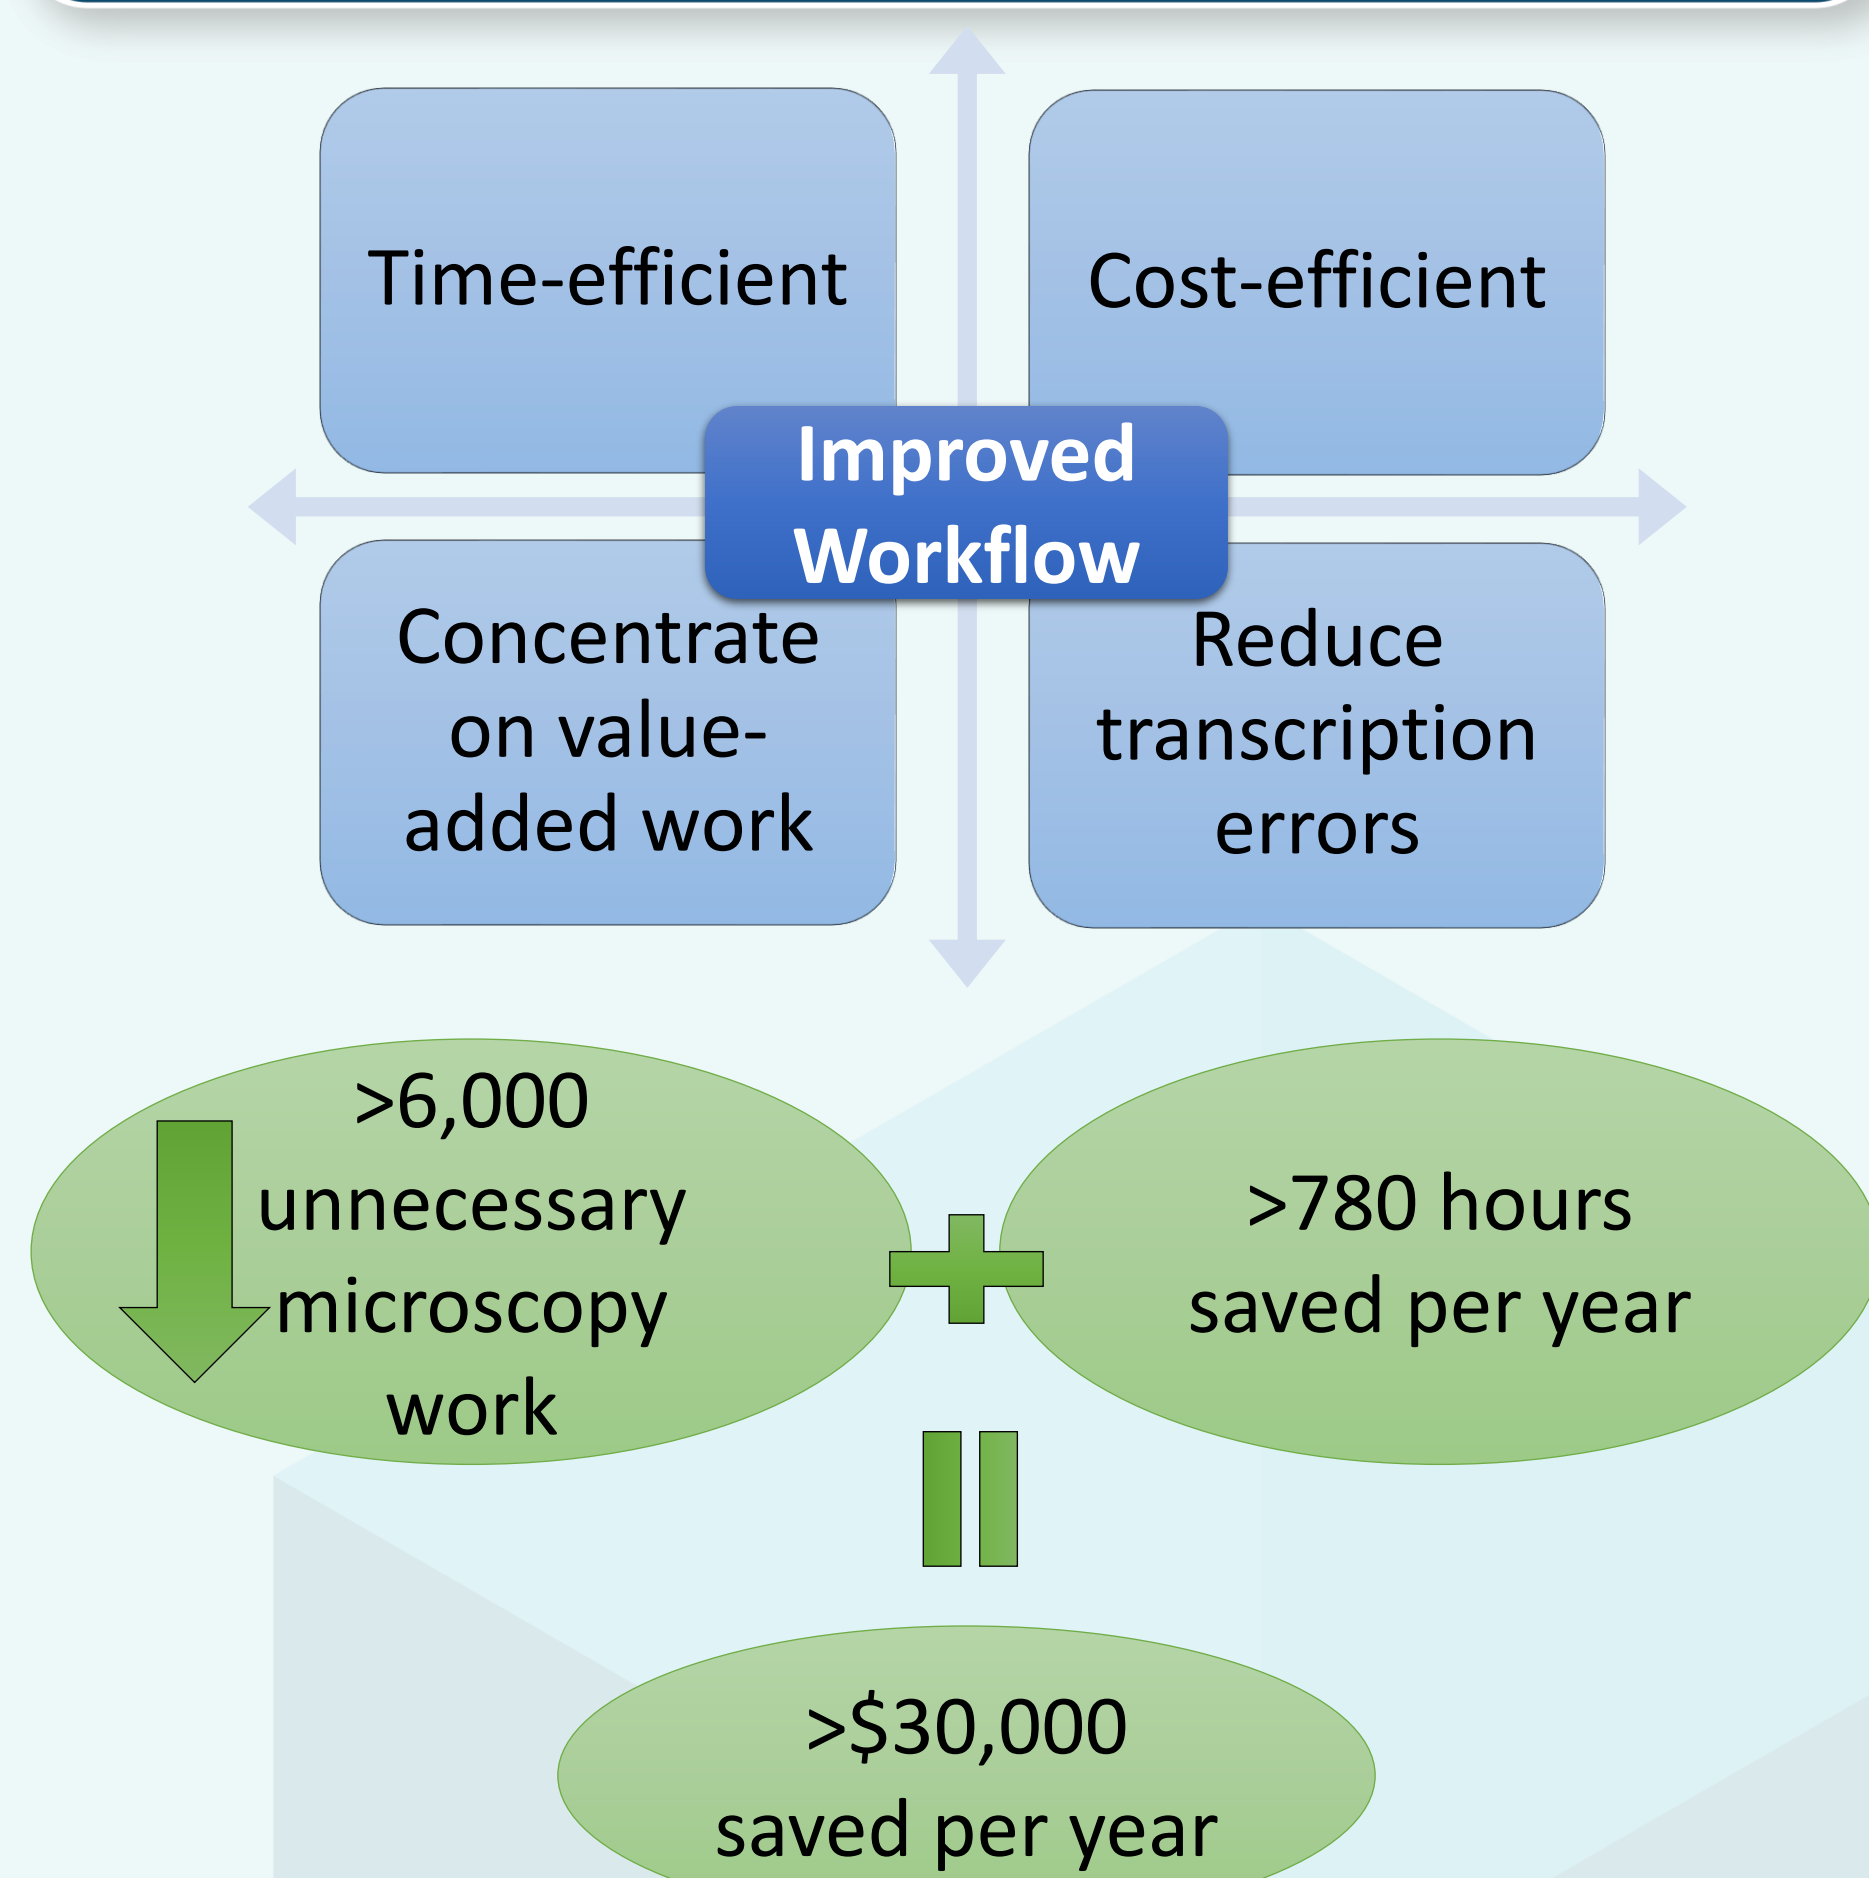 Time-efficient
Cost-efficient
Improved
Workflow
Concentrate
on value-
added work
Reduce
transcription
errors
>6,000
unnecessary
microscopy
work
>780 hours
saved per year
>$30,000
saved per year